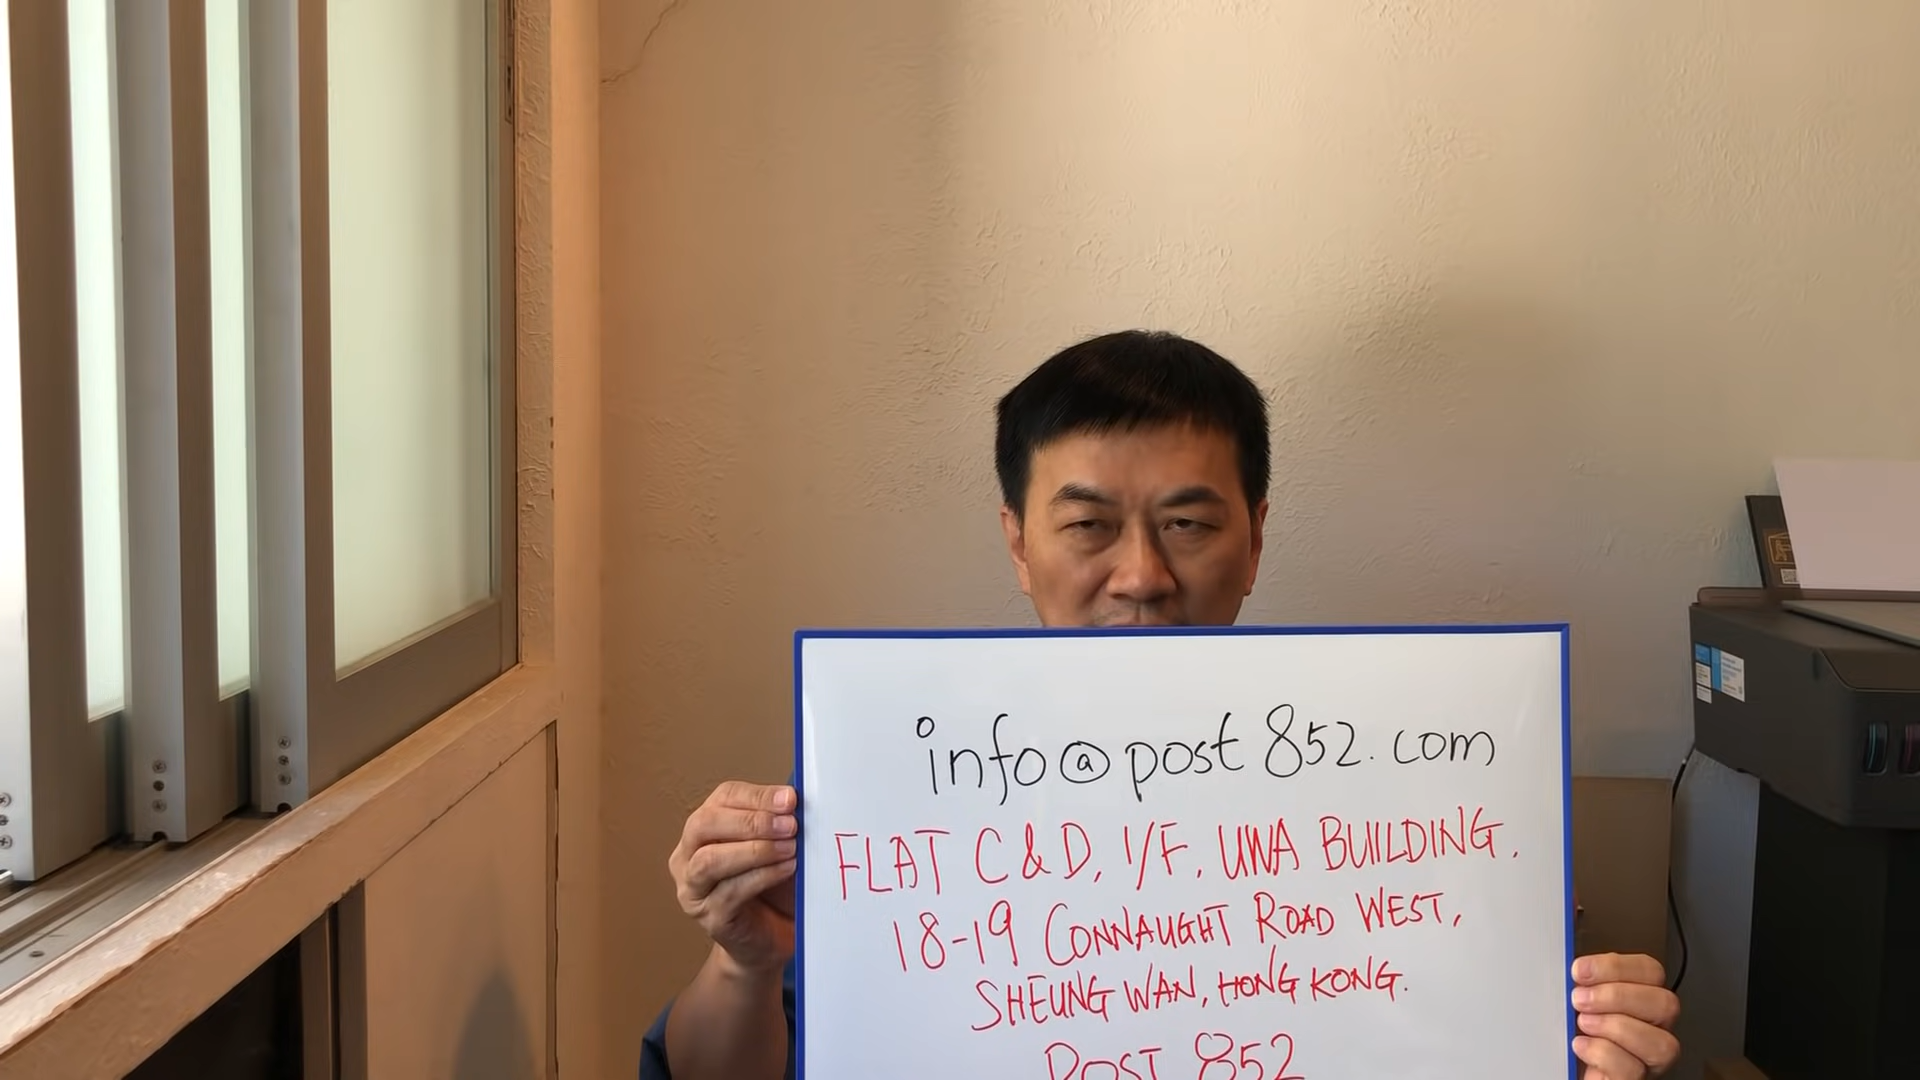 info@post852.com
FLAT C & D, 1/F, UWA BUILDING.
18-19 CONNAUGHT ROAD WEST,
SHEUNG WAN, HONG KONG.
POST 852